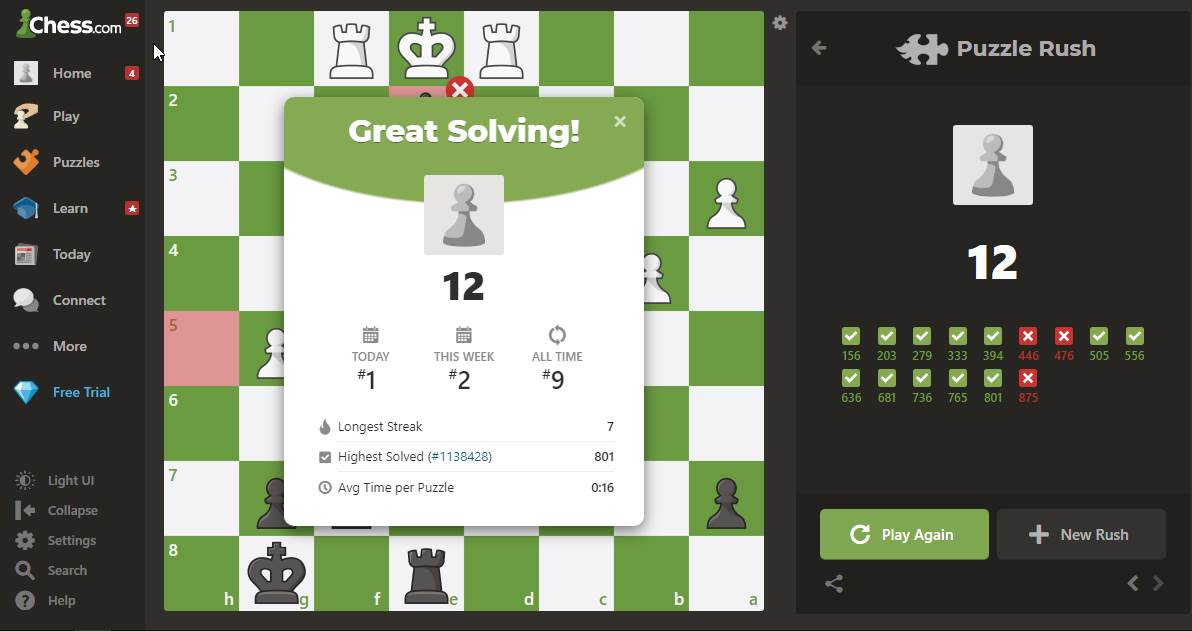 Chess.com 26
Home 4
Play
Puzzles
Learn
Today
Connect
More
Free Trial
Light UI
Collapse
Settings
Search
Help
1
2
3
4
5
6
7
8
h g f e d c b a
Great Solving!
×
12
TODAY THIS WEEK ALL TIME
#1 #2 #9
Longest Streak 7
Highest Solved (#1138428) 801
Avg Time per Puzzle 0:16
Puzzle Rush
12
156 203 279 333 394 446 476 505 556
636 681 736 765 801 875
Play Again New Rush